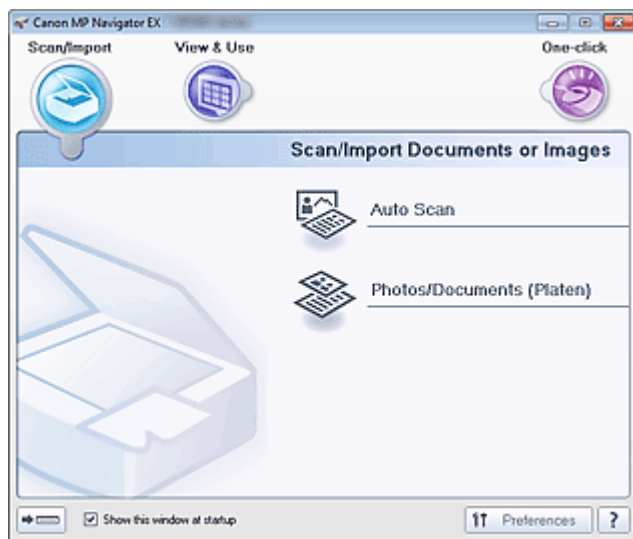 Canon MP Navigator EX
Scan/Import
View & Use
One-click
Scan/Import Documents or Images
Auto Scan
Photos/Documents (Platen)
Show this window at startup
Preferences
?